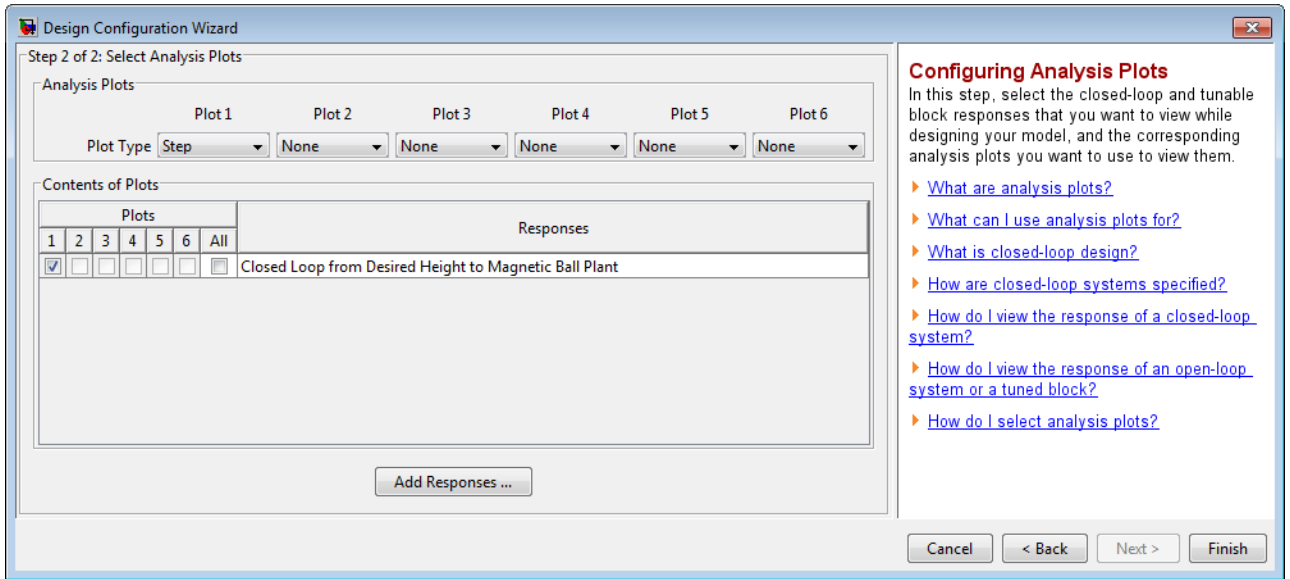 Design Configuration Wizard
Step 2 of 2: Select Analysis Plots
Analysis Plots
Plot 1 Plot 2 Plot 3 Plot 4 Plot 5 Plot 6
Plot Type Step None None None None None
Contents of Plots
Plots
Responses
1 2 3 4 5 6 All
Closed Loop from Desired Height to Magnetic Ball Plant
Add Responses ...
Configuring Analysis Plots
In this step, select the closed-loop and tunable
block responses that you want to view while
designing your model, and the corresponding
analysis plots you want to use to view them.
What are analysis plots?
What can I use analysis plots for?
What is closed-loop design?
How are closed-loop systems specified?
How do I view the response of a closed-loop
system?
How do I view the response of an open-loop
system or a tuned block?
How do I select analysis plots?
Cancel < Back Next > Finish